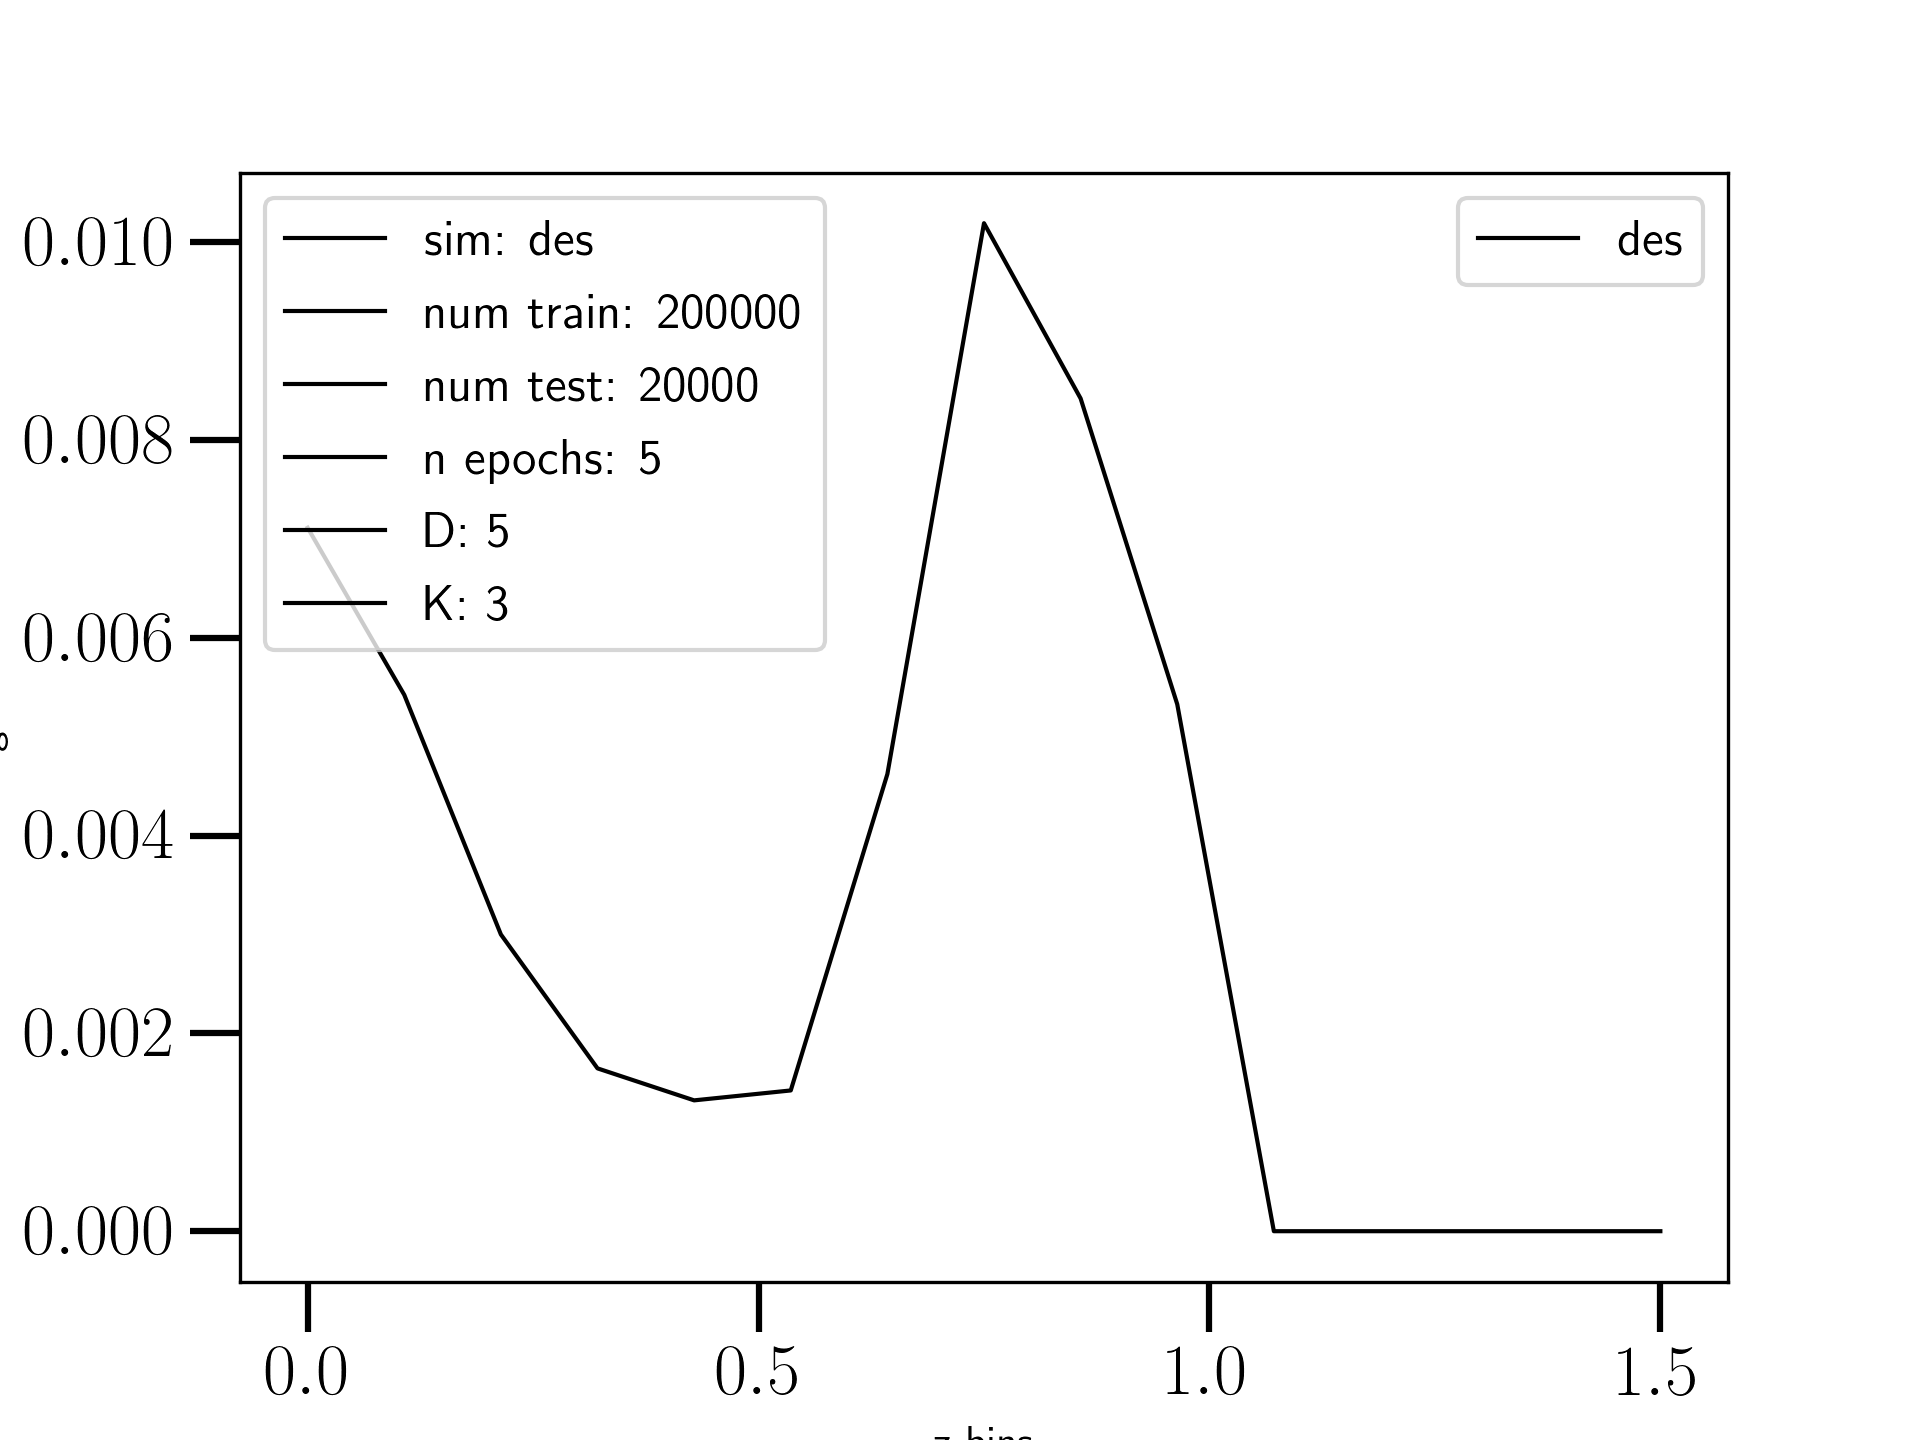 sim: des
num train: 200000
num test: 20000
n epochs: 5
D: 5
K: 3
des
0.010
0.008
0.006
0.004
0.002
0.000
0.0
0.5
1.0
1.5
z bins